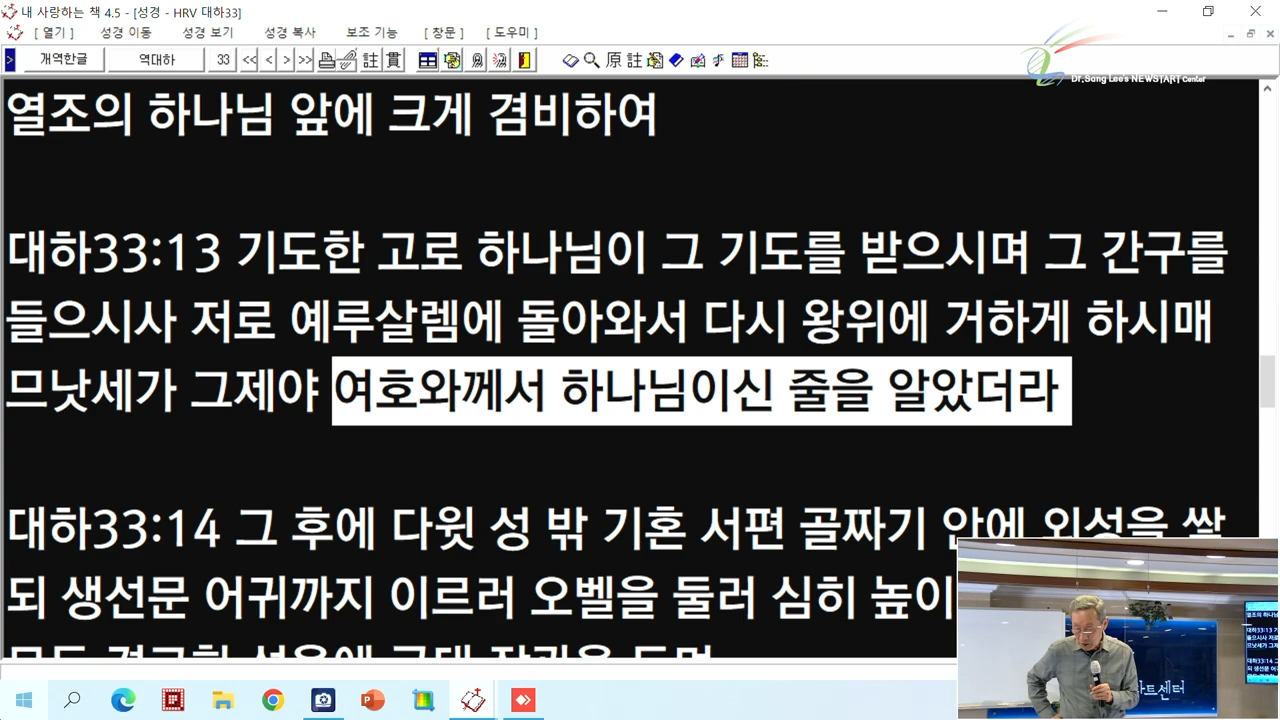 내 사랑하는 책 4.5 - [성경 - HRV 대하33]
[ 열기 ] 성경 이동 성경 보기 성경 복사 보조 기능 [ 창문 ] [ 도우미 ]
> 개역한글 역대하 33 << < > >> 註 貫 原 註
Dr.Sang Lee's NEWSTART Center
열조의 하나님 앞에 크게 겸비하여
대하33:13 기도한 고로 하나님이 그 기도를 받으시며 그 간구를
들으시사 저로 예루살렘에 돌아와서 다시 왕위에 거하게 하시매
므낫세가 그제야 여호와께서 하나님이신 줄을 알았더라
대하33:14 그 후에 다윗 성 밖 기혼 서편 골짜기 안에 외성을 쌓
되 생선문 어귀까지 이르러 오벨을 둘러 심히 높이